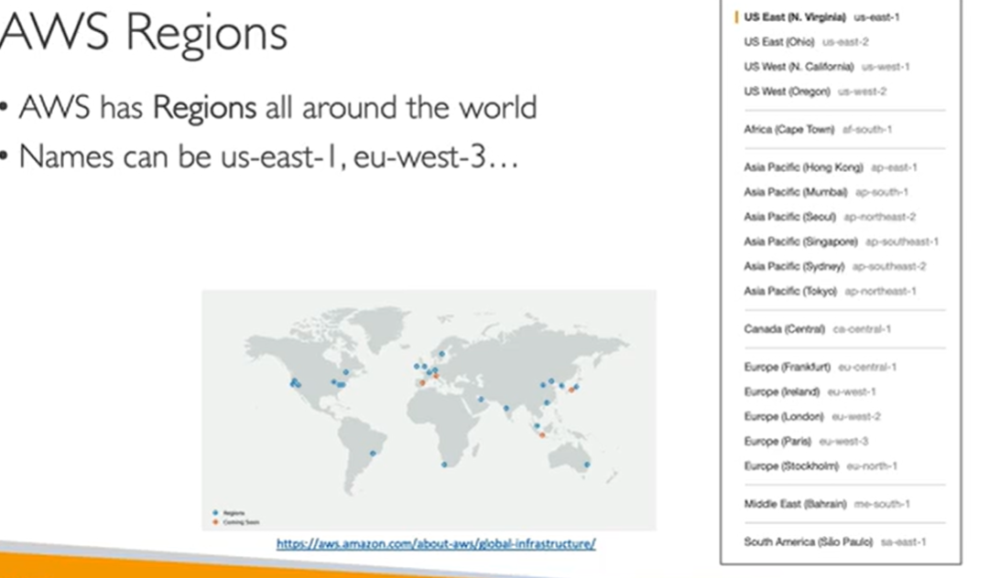 AWS Regions
• AWS has Regions all around the world
• Names can be us-east-1, eu-west-3…
Regions
Coming Soon
https://aws.amazon.com/about-aws/global-infrastructure/
US East (N. Virginia) us-east-1
US East (Ohio) us-east-2
US West (N. California) us-west-1
US West (Oregon) us-west-2
Africa (Cape Town) af-south-1
Asia Pacific (Hong Kong) ap-east-1
Asia Pacific (Mumbai) ap-south-1
Asia Pacific (Seoul) ap-northeast-2
Asia Pacific (Singapore) ap-southeast-1
Asia Pacific (Sydney) ap-southeast-2
Asia Pacific (Tokyo) ap-northeast-1
Canada (Central) ca-central-1
Europe (Frankfurt) eu-central-1
Europe (Ireland) eu-west-1
Europe (London) eu-west-2
Europe (Paris) eu-west-3
Europe (Stockholm) eu-north-1
Middle East (Bahrain) me-south-1
South America (São Paulo) sa-east-1